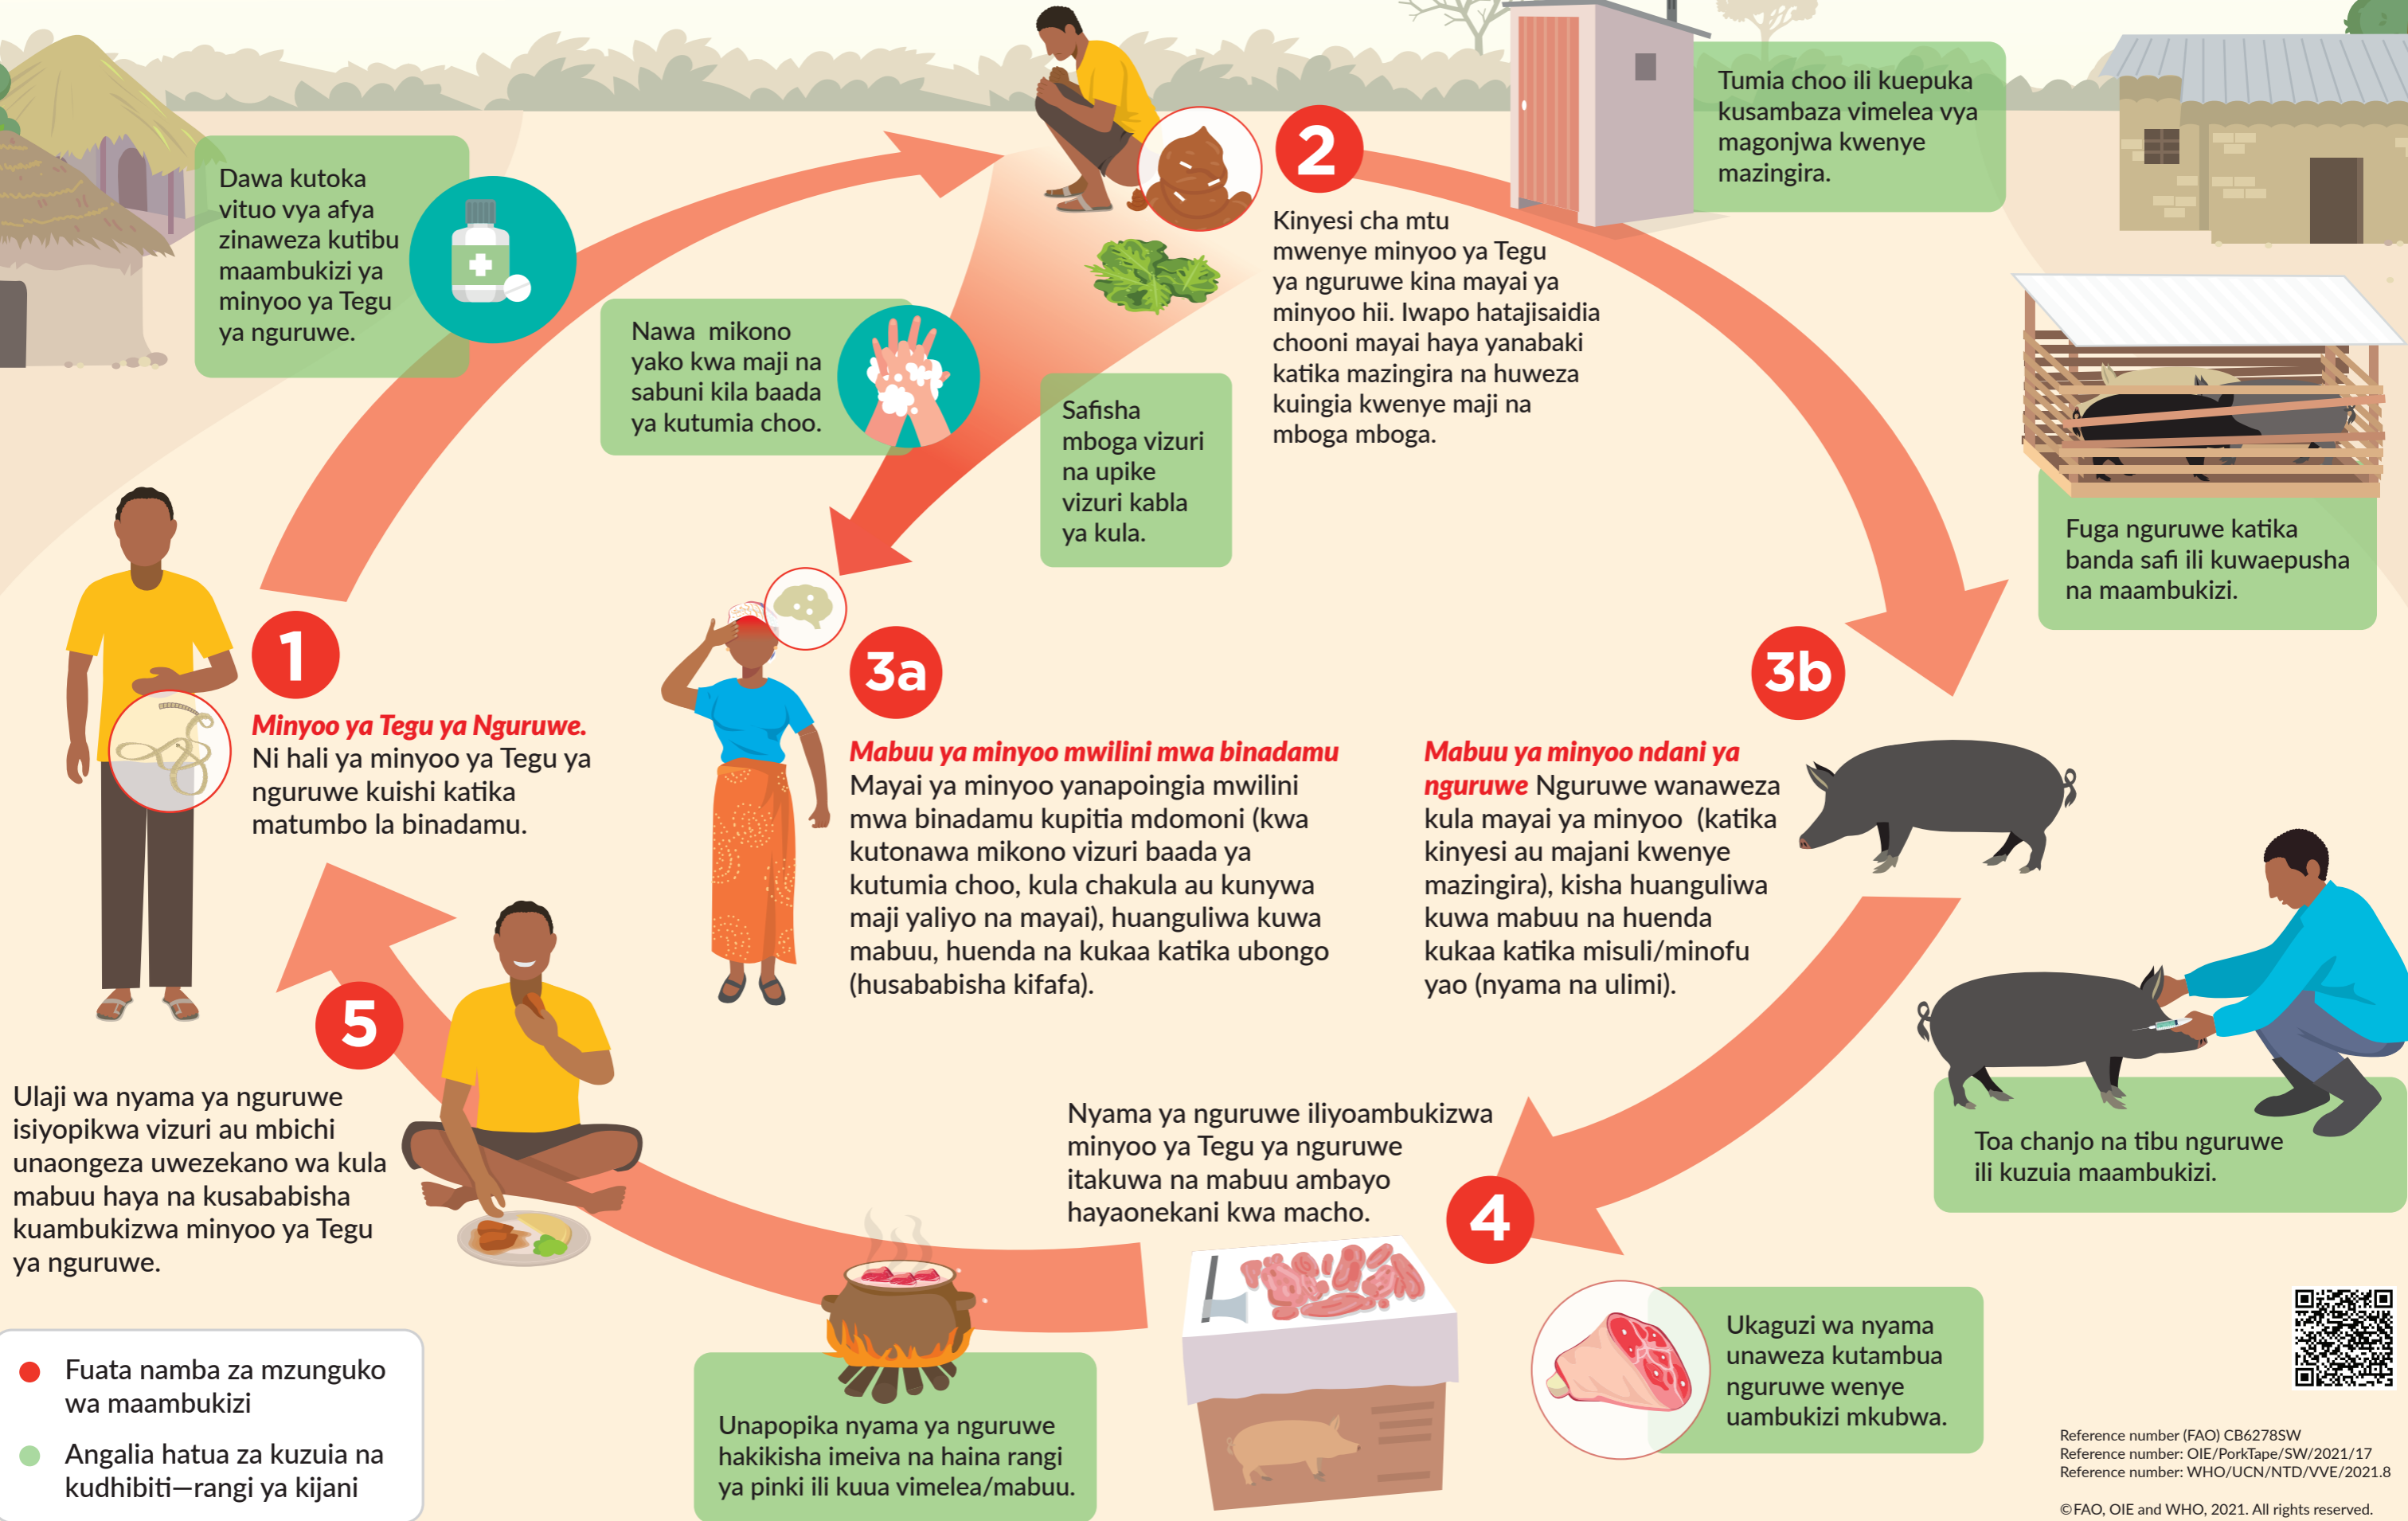 Dawa kutoka
vituo vya afya
zinaweza kutibu
maambukizi ya
minyoo ya Tegu
ya nguruwe.
Nawa mikono
yako kwa maji na
sabuni kila baada
ya kutumia choo.
Safisha
mboga vizuri
na upike
vizuri kabla
ya kula.
2
Kinyesi cha mtu
mwenye minyoo ya Tegu
ya nguruwe kina mayai ya
minyoo hii. Iwapo hatajisaidia
chooni mayai haya yanabaki
katika mazingira na huweza
kuingia kwenye maji na
mboga mboga.
Tumia choo ili kuepuka
kusambaza vimelea vya
magonjwa kwenye
mazingira.
Fuga nguruwe katika
banda safi ili kuwaepusha
na maambukizi.
1
Minyoo ya Tegu ya Nguruwe.
Ni hali ya minyoo ya Tegu ya
nguruwe kuishi katika
matumbo la binadamu.
3a
Mabuu ya minyoo mwilini mwa binadamu
Mayai ya minyoo yanapoingia mwilini
mwa binadamu kupitia mdomoni (kwa
kutonawa mikono vizuri baada ya
kutumia choo, kula chakula au kunywa
maji yaliyo na mayai), huanguliwa kuwa
mabuu, huenda na kukaa katika ubongo
(husababisha kifafa).
3b
Mabuu ya minyoo ndani ya
nguruwe Nguruwe wanaweza
kula mayai ya minyoo (katika
kinyesi au majani kwenye
mazingira), kisha huanguliwa
kuwa mabuu na huenda
kukaa katika misuli/minofu
yao (nyama na ulimi).
Toa chanjo na tibu nguruwe
ili kuzuia maambukizi.
4
Nyama ya nguruwe iliyoambukizwa
minyoo ya Tegu ya nguruwe
itakuwa na mabuu ambayo
hayaonekani kwa macho.
Ukaguzi wa nyama
unaweza kutambua
nguruwe wenye
uambukizi mkubwa.
Unapopika nyama ya nguruwe
hakikisha imeiva na haina rangi
ya pinki ili kuua vimelea/mabuu.
5
Ulaji wa nyama ya nguruwe
isiyopikwa vizuri au mbichi
unaongeza uwezekano wa kula
mabuu haya na kusababisha
kuambukizwa minyoo ya Tegu
ya nguruwe.
Fuata namba za mzunguko
wa maambukizi
Angalia hatua za kuzuia na
kudhibiti—rangi ya kijani
Reference number (FAO) CB6278SW
Reference number: OIE/PorkTape/SW/2021/17
Reference number: WHO/UCN/NTD/VVE/2021.8
©FAO, OIE and WHO, 2021. All rights reserved.